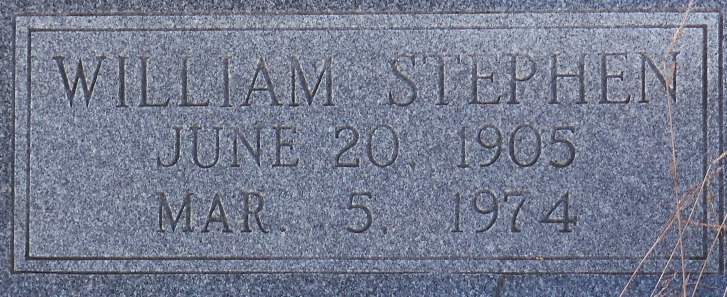 WILLIAM STEPHEN
JUNE 20, 1905
MAR. 5, 1974